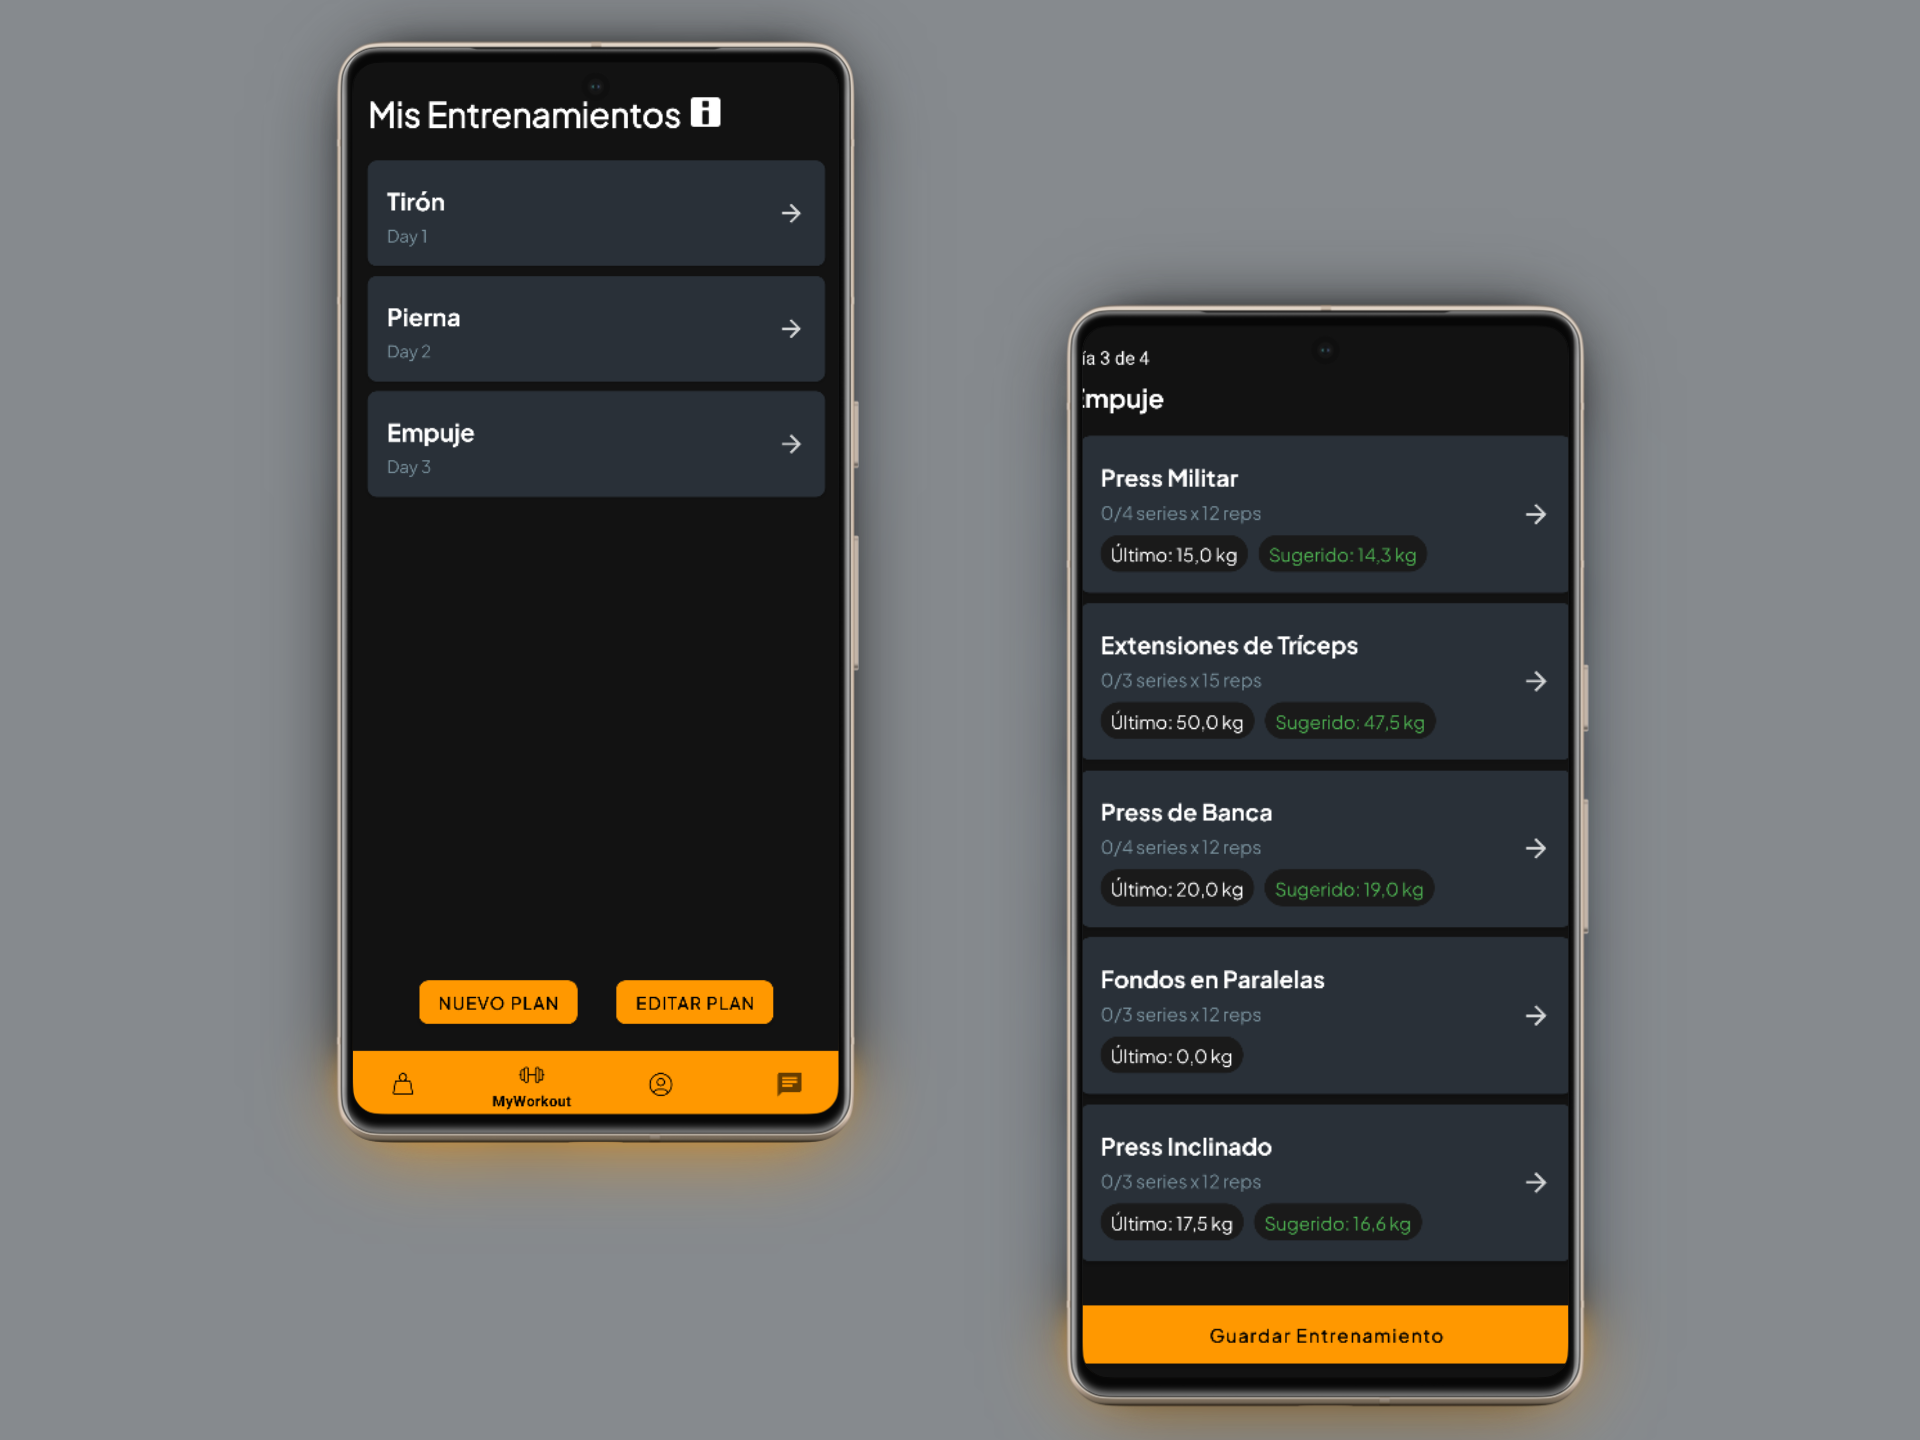 Mis Entrenamientos
Tirón
Day 1
Pierna
Day 2
Empuje
Day 3
NUEVO PLAN
EDITAR PLAN
MyWorkout
ía 3 de 4
mpuje
Press Militar
0/4 series x 12 reps
Último: 15,0 kg
Sugerido: 14,3 kg
Extensiones de Tríceps
0/3 series x 15 reps
Último: 50,0 kg
Sugerido: 47,5 kg
Press de Banca
0/4 series x 12 reps
Último: 20,0 kg
Sugerido: 19,0 kg
Fondos en Paralelas
0/3 series x 12 reps
Último: 0,0 kg
Press Inclinado
0/3 series x 12 reps
Último: 17,5 kg
Sugerido: 16,6 kg
Guardar Entrenamiento